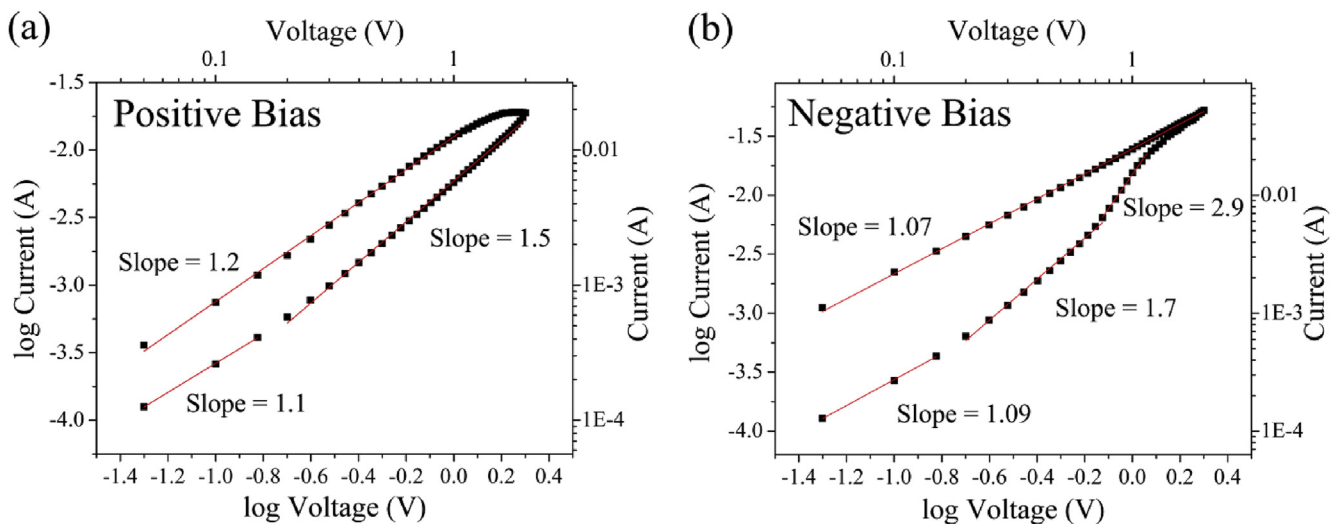 (a)
Voltage (V)
0.1 1
Positive Bias
-1.5
-2.0
-2.5
-3.0
-3.5
-4.0
log Current (A)
0.01
1E-3
1E-4
Current (A)
Slope = 1.2
Slope = 1.5
Slope = 1.1
-1.4 -1.2 -1.0 -0.8 -0.6 -0.4 -0.2 0.0 0.2 0.4
log Voltage (V)
(b)
Voltage (V)
0.1 1
Negative Bias
-1.5
-2.0
-2.5
-3.0
-3.5
-4.0
log Current (A)
0.01
1E-3
1E-4
Current (A)
Slope = 1.07
Slope = 2.9
Slope = 1.7
Slope = 1.09
-1.4 -1.2 -1.0 -0.8 -0.6 -0.4 -0.2 0.0 0.2 0.4
log Voltage (V)